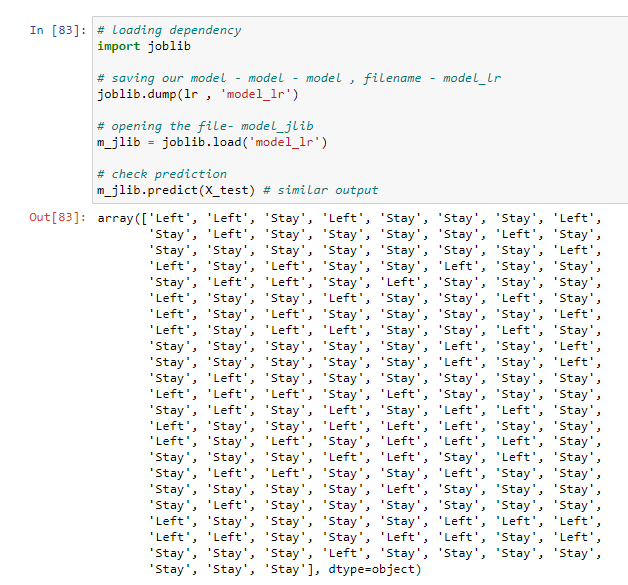 In [83]: # loading dependency
import joblib
# saving our model - model - model , filename - model_lr
joblib.dump(lr , 'model_lr')
# opening the file- model_jlib
m_jlib = joblib.load('model_lr')
# check prediction
m_jlib.predict(X_test) # similar output
Out[83]: array(['Left', 'Left', 'Stay', 'Left', 'Stay', 'Stay', 'Stay', 'Left',
'Stay', 'Left', 'Stay', 'Stay', 'Stay', 'Stay', 'Left', 'Stay',
'Stay', 'Stay', 'Stay', 'Stay', 'Stay', 'Stay', 'Stay', 'Left',
'Left', 'Stay', 'Left', 'Stay', 'Stay', 'Left', 'Stay', 'Stay',
'Stay', 'Left', 'Left', 'Stay', 'Left', 'Stay', 'Stay', 'Stay',
'Left', 'Stay', 'Stay', 'Left', 'Stay', 'Stay', 'Left', 'Stay',
'Left', 'Stay', 'Left', 'Stay', 'Stay', 'Stay', 'Stay', 'Left',
'Left', 'Stay', 'Left', 'Left', 'Stay', 'Stay', 'Left', 'Stay',
'Stay', 'Stay', 'Stay', 'Stay', 'Stay', 'Left', 'Stay', 'Left',
'Stay', 'Stay', 'Stay', 'Stay', 'Stay', 'Left', 'Stay', 'Left',
'Stay', 'Left', 'Stay', 'Stay', 'Stay', 'Stay', 'Stay', 'Stay',
'Left', 'Left', 'Left', 'Stay', 'Left', 'Stay', 'Stay', 'Stay',
'Stay', 'Left', 'Stay', 'Left', 'Stay', 'Left', 'Left', 'Stay',
'Left', 'Stay', 'Stay', 'Left', 'Left', 'Left', 'Stay', 'Stay',
'Left', 'Stay', 'Left', 'Stay', 'Left', 'Left', 'Left', 'Stay',
'Stay', 'Stay', 'Stay', 'Left', 'Left', 'Stay', 'Stay', 'Stay',
'Stay', 'Left', 'Left', 'Stay', 'Stay', 'Left', 'Stay', 'Stay',
'Stay', 'Stay', 'Stay', 'Stay', 'Left', 'Stay', 'Stay', 'Stay',
'Stay', 'Left', 'Stay', 'Stay', 'Stay', 'Stay', 'Stay', 'Stay',
'Left', 'Stay', 'Stay', 'Stay', 'Stay', 'Left', 'Left', 'Left',
'Left', 'Left', 'Stay', 'Stay', 'Left', 'Left', 'Stay', 'Stay',
'Stay', 'Stay', 'Stay', 'Left', 'Stay', 'Stay', 'Stay', 'Stay',
'Stay', 'Stay', 'Stay'], dtype=object)